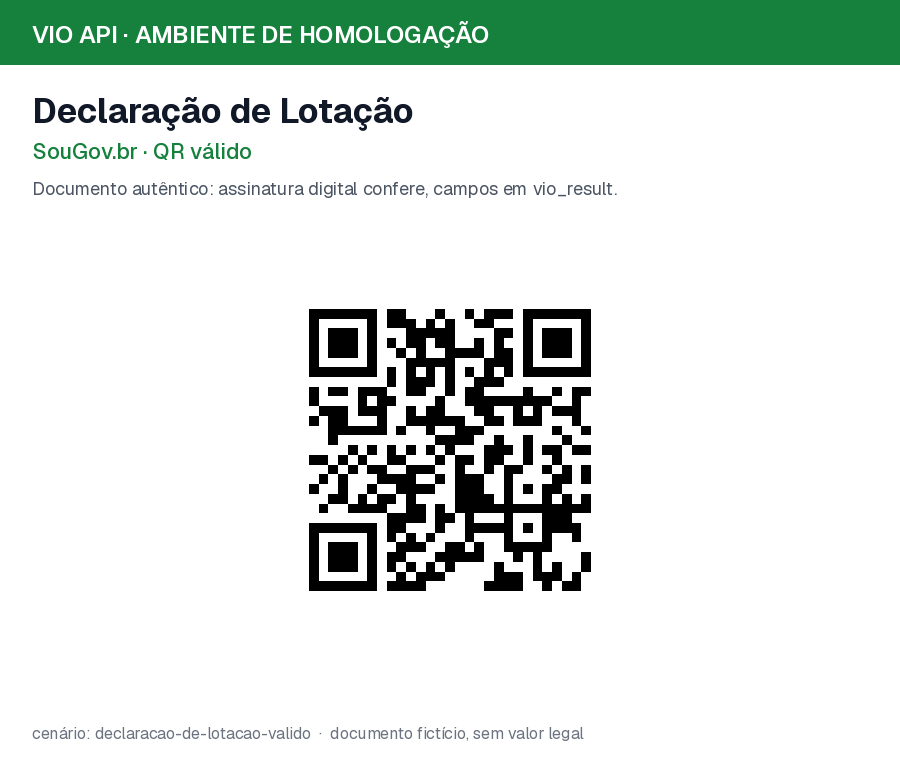 VIO API · AMBIENTE DE HOMOLOGAÇÃO
Declaração de Lotação
SouGov.br · QR válido
Documento autêntico: assinatura digital confere, campos em vio_result.
cenário: declaracao-de-lotacao-valido · documento fictício, sem valor legal